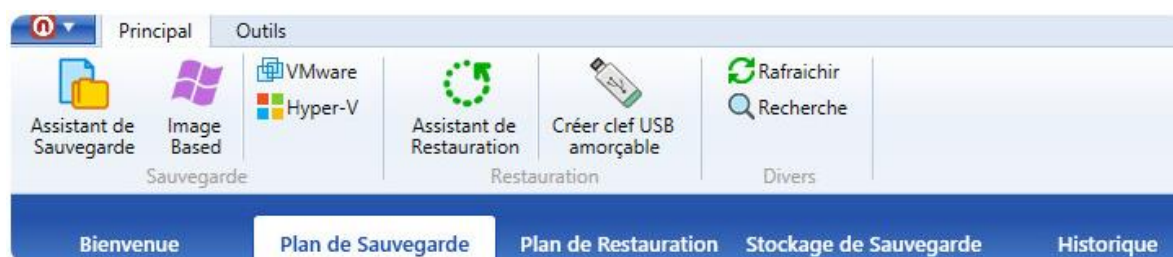 Principal Outils
Assistant de
Sauvegarde
Image
Based
VMware
Hyper-V
Sauvegarde
Assistant de
Restauration
Créer clef USB
amorçable
Restauration
Rafraichir
Recherche
Divers
Bienvenue Plan de Sauvegarde Plan de Restauration Stockage de Sauvegarde Historique